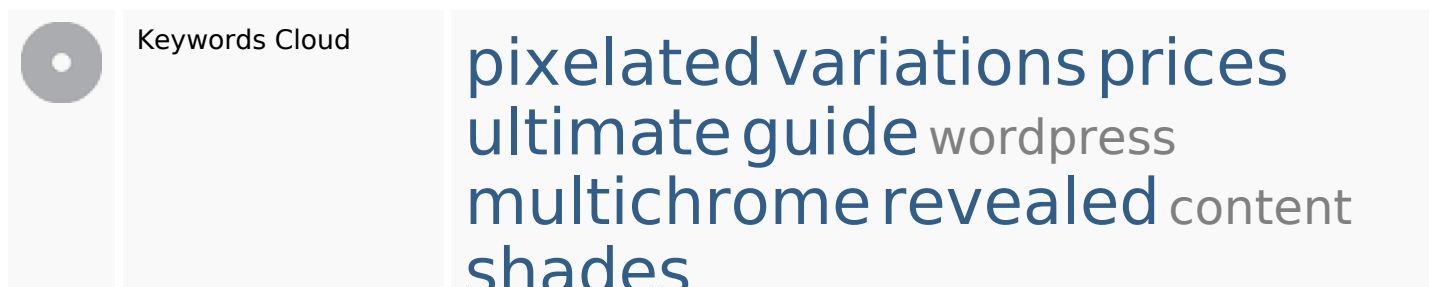 Keywords Cloud
pixelated variations prices
ultimate guide wordpress
multichrome revealed content
shades